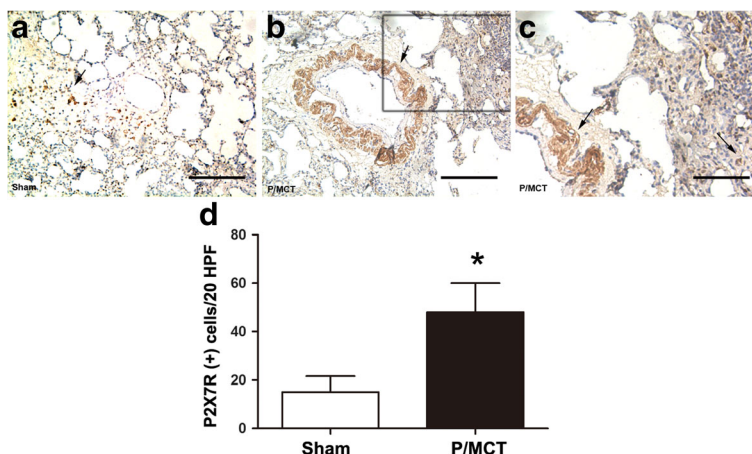 a
Sham
b
P/MCT
c
P/MCT
d
P2X7R (+) cells/20 HPF
80
60
40
20
0
*
Sham
P/MCT